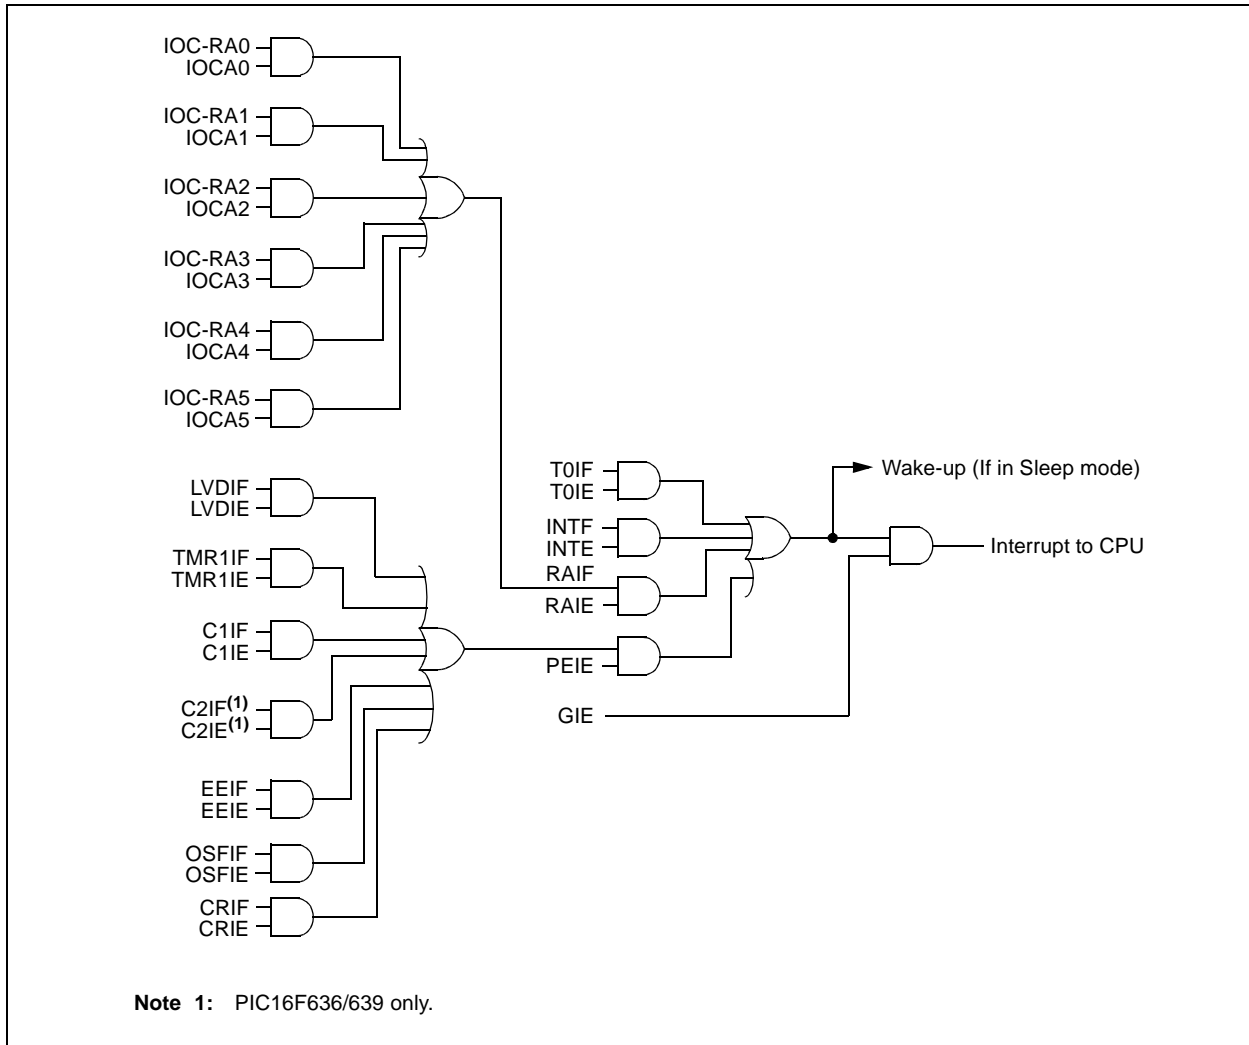 IOC-RA0
IOCA0
IOC-RA1
IOCA1
IOC-RA2
IOCA2
IOC-RA3
IOCA3
IOC-RA4
IOCA4
IOC-RA5
IOCA5
LVDIF
LVDIE
TMR1IF
TMR1IE
C1IF
C1IE
C2IF(1)
C2IE(1)
EEIF
EEIE
OSFIF
OSFIE
CRIF
CRIE
T0IF
T0IE
INTF
INTE
RAIF
RAIE
PEIE
GIE
Wake-up (If in Sleep mode)
Interrupt to CPU
Note 1: PIC16F636/639 only.